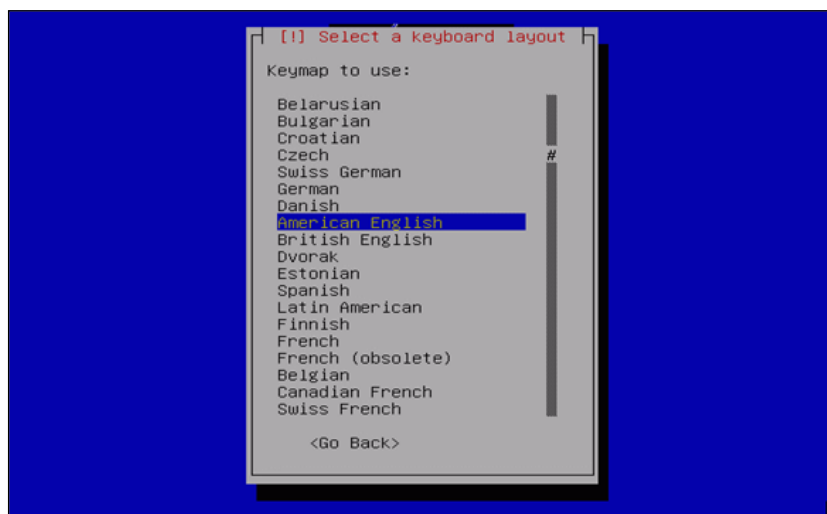 [!] Select a keyboard layout
Keymap to use:
Belarusian
Bulgarian
Croatian
Czech
#
Swiss German
German
Danish
American English
British English
Dvorak
Estonian
Spanish
Latin American
Finnish
French
French (obsolete)
Belgian
Canadian French
Swiss French
<Go Back>